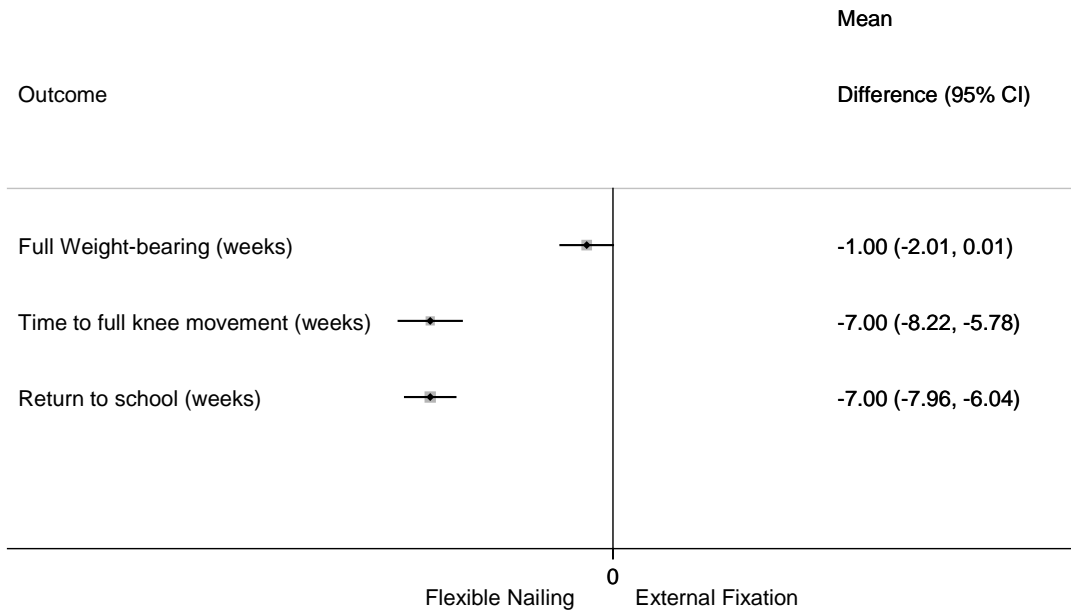 Mean
Outcome Difference (95% CI)
Full Weight-bearing (weeks) -1.00 (-2.01, 0.01)
Time to full knee movement (weeks) -7.00 (-8.22, -5.78)
Return to school (weeks) -7.00 (-7.96, -6.04)
0
Flexible Nailing External Fixation